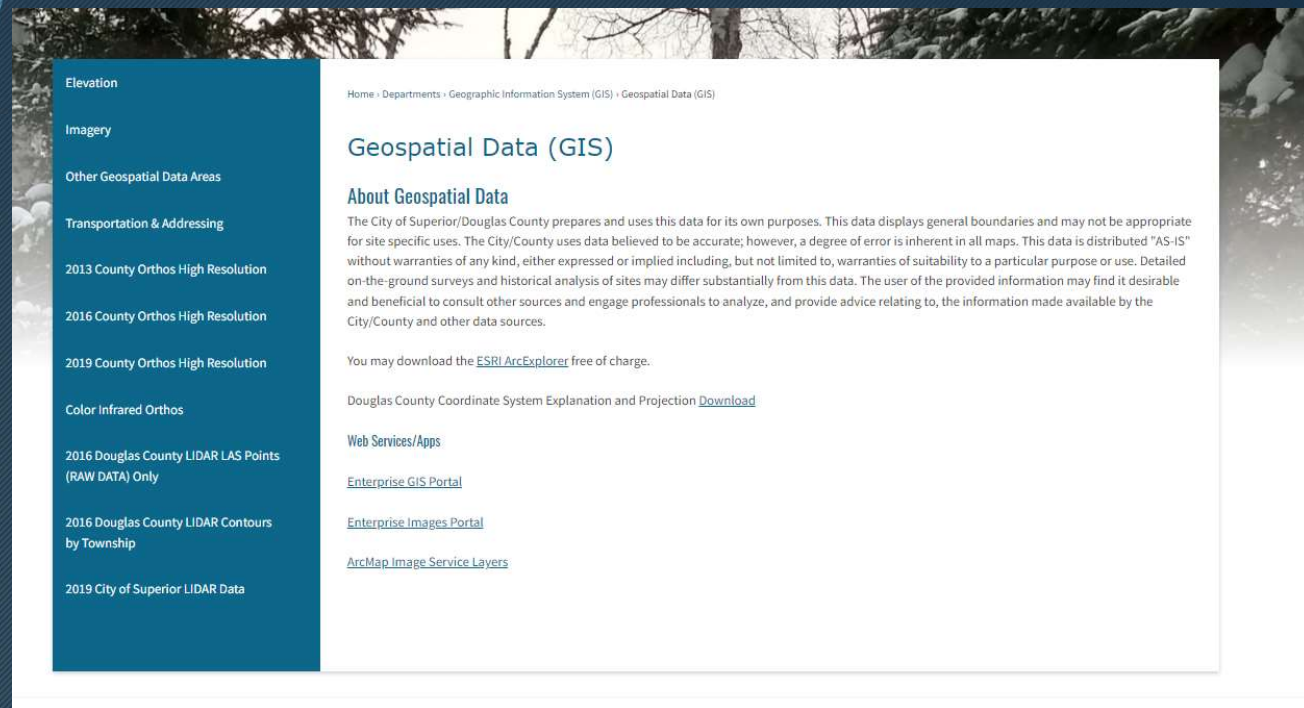 Elevation
Imagery
Other Geospatial Data Areas
Transportation & Addressing
2013 County Orthos High Resolution
2016 County Orthos High Resolution
2019 County Orthos High Resolution
Color Infrared Orthos
2016 Douglas County LIDAR LAS Points
(RAW DATA) Only
2016 Douglas County LIDAR Contours
by Township
2019 City of Superior LIDAR Data
Home › Departments › Geographic Information System (GIS) › Geospatial Data (GIS)
Geospatial Data (GIS)
About Geospatial Data
The City of Superior/Douglas County prepares and uses this data for its own purposes. This data displays general boundaries and may not be appropriate
for site specific uses. The City/County uses data believed to be accurate; however, a degree of error is inherent in all maps. This data is distributed "AS-IS"
without warranties of any kind, either expressed or implied including, but not limited to, warranties of suitability to a particular purpose or use. Detailed
on-the-ground surveys and historical analysis of sites may differ substantially from this data. The user of the provided information may find it desirable
and beneficial to consult other sources and engage professionals to analyze, and provide advice relating to, the information made available by the
City/County and other data sources.
You may download the ESRI ArcExplorer free of charge.
Douglas County Coordinate System Explanation and Projection Download
Web Services/Apps
Enterprise GIS Portal
Enterprise Images Portal
ArcMap Image Service Layers